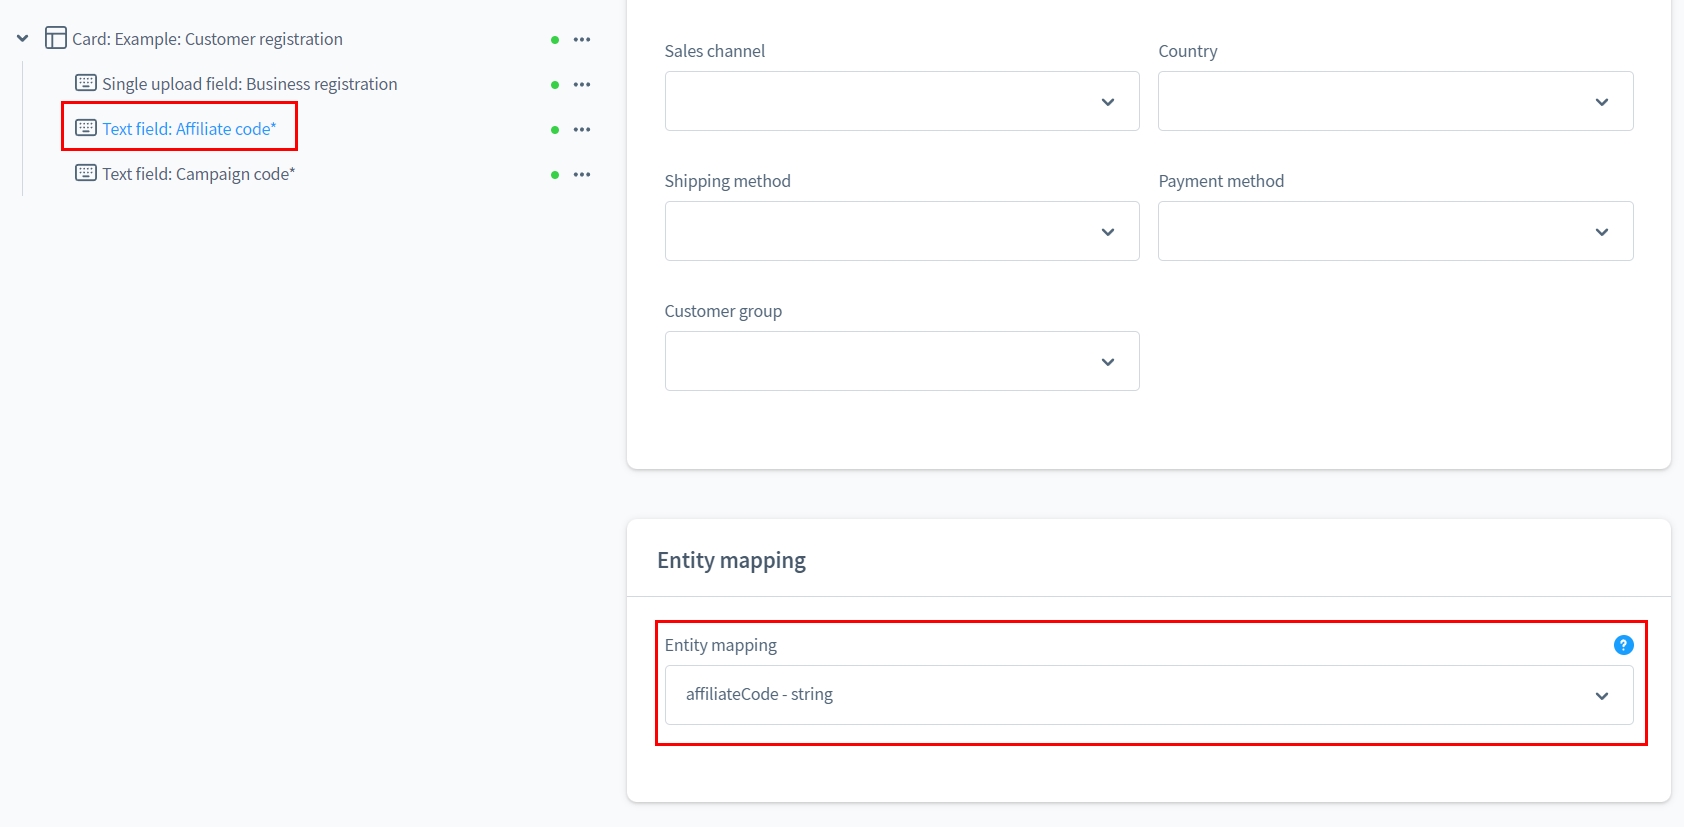 Card: Example: Customer registration
Single upload field: Business registration
Text field: Affiliate code*
Text field: Campaign code*
Sales channel
Country
Shipping method
Payment method
Customer group
Entity mapping
Entity mapping
?
affiliateCode - string